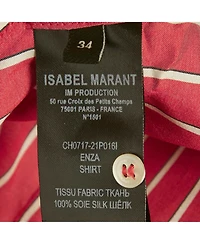 34
ISABEL MARANT
IM PRODUCTION
50 rue Croix des Petits Champs
75001 PARIS - FRANCE
N°1501
CH0717-21P016I
ENZA
SHIRT
TISSU FABRIC ТКАНЬ
100% SOIE SILK ШЁЛК